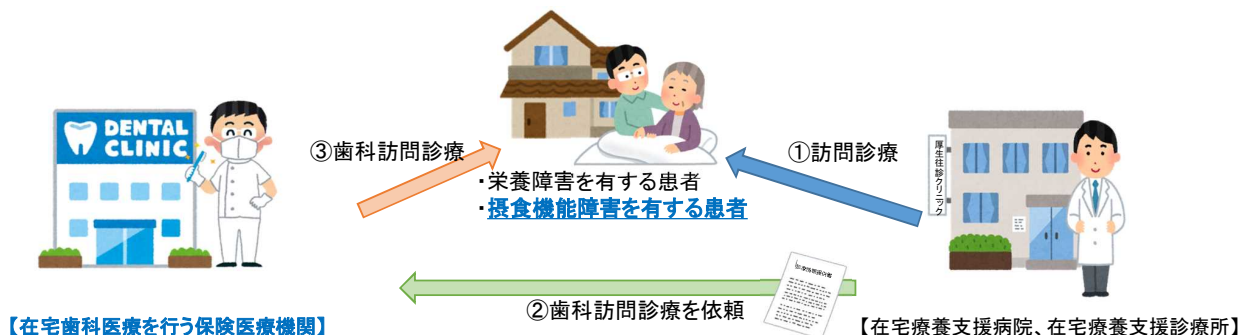 DENTAL
CLINIC
③歯科訪問診療
①訪問診療
・栄養障害を有する患者
・摂食機能障害を有する患者
厚生往診クリニック
②歯科訪問診療を依頼
【在宅歯科医療を行う保険医療機関】
【在宅療養支援病院、在宅療養支援診療所】